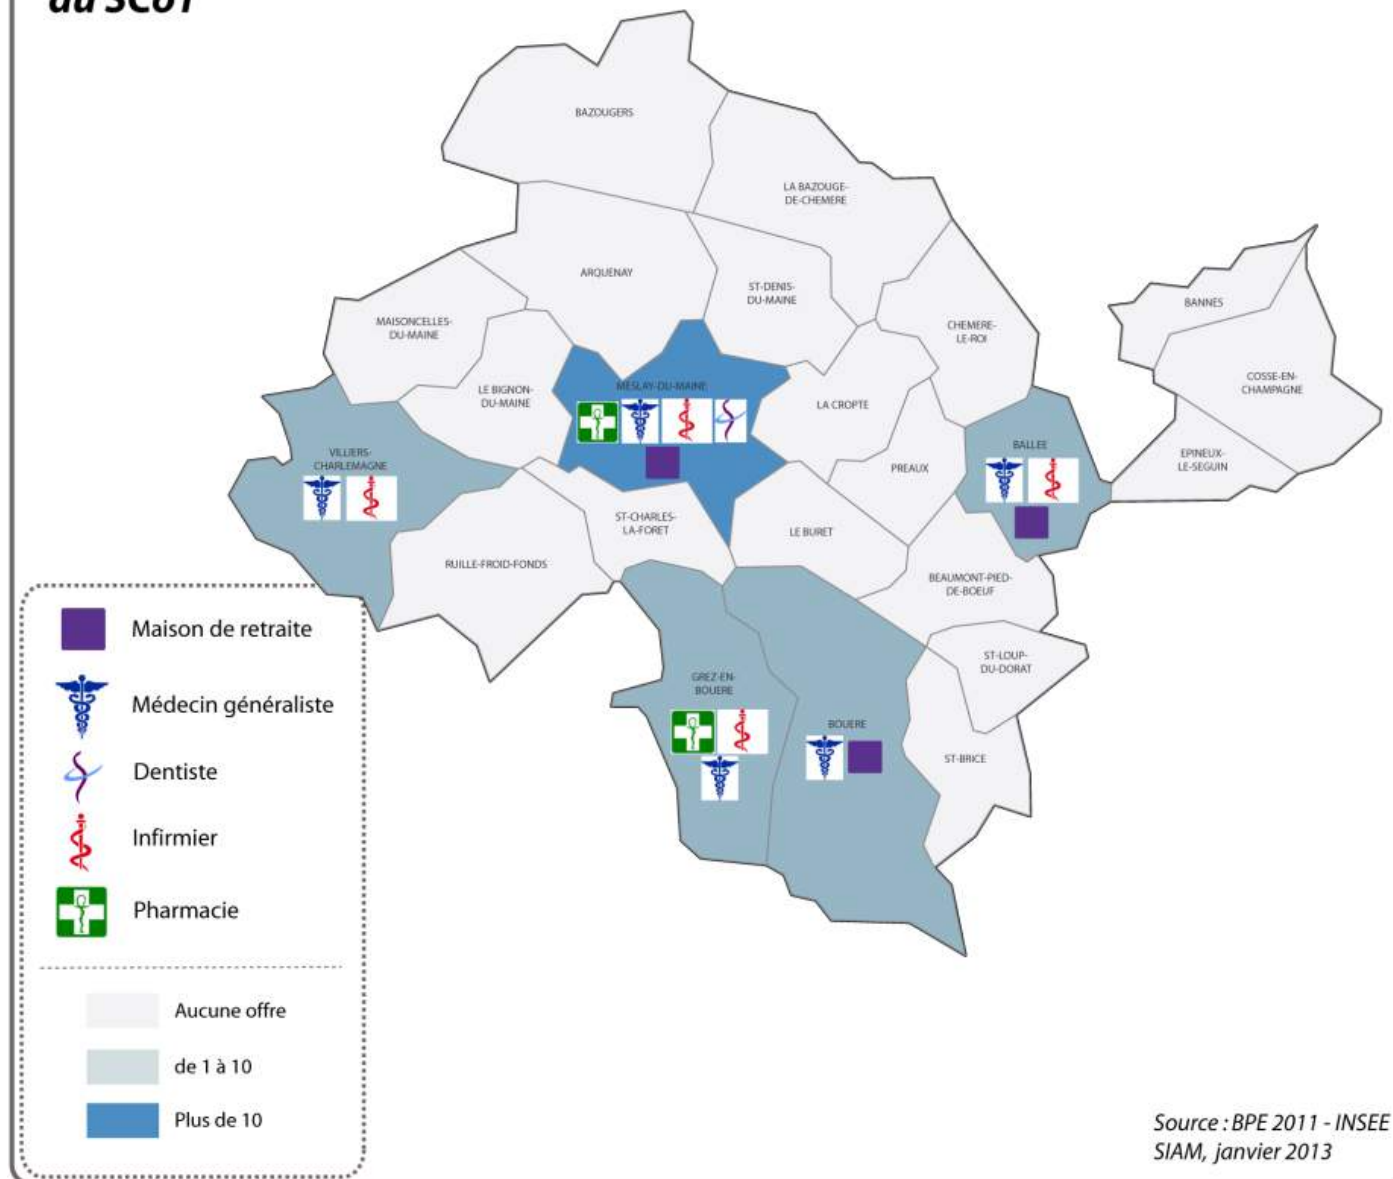 du SCoT
BAZOUGERS
LA BAZOUGE-
DE-CHEMERE
ARQUENAY
ST-DENIS-
DU-MAINE
BANNES
MAISONCELLES-
DU-MAINE
CHEMERE-
LE-ROI
COSSE-EN-
CHAMPAGNE
LE BIGNON-
DU-MAINE
MESLAY-DU-MAINE
LA CROPTE
BALLEE
VILLIERS-
CHARLEMAGNE
PREAUX
EPINEUX-
LE-SEGUIN
ST-CHARLES-
LA-FORET
LE BURET
RUILLE-FROID-FONDS
BEAUMONT-PIED-
DE-BOEUF
ST-LOUP-
DU-DORAT
GREZ-EN-
BOUERE
BOUERE
ST-BRICE
Maison de retraite
Médecin généraliste
Dentiste
Infirmier
Pharmacie
Aucune offre
de 1 à 10
Plus de 10
Source : BPE 2011 - INSEE
SIAM, janvier 2013